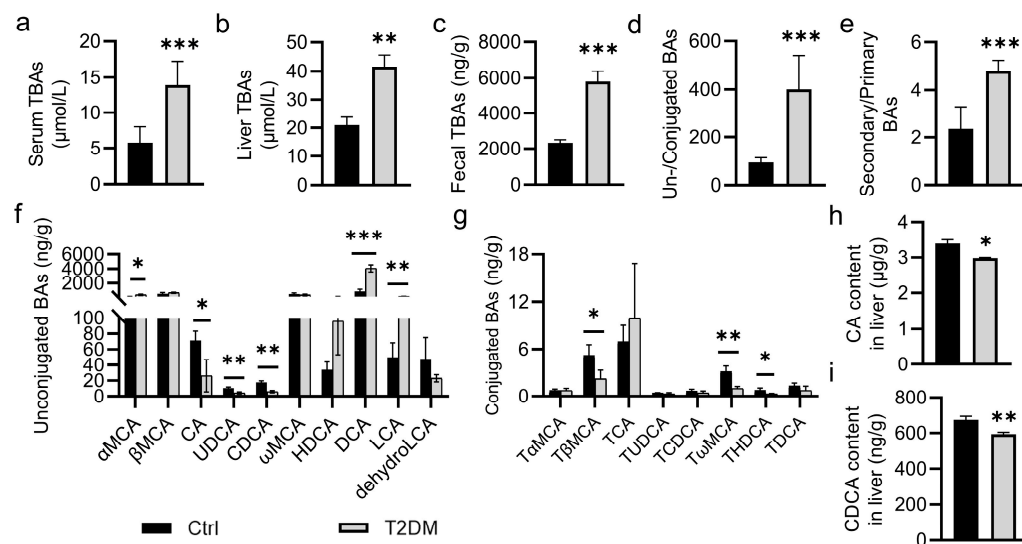 a
Serum TBAs
(μmol/L)
20
15
10
5
0
***
b
Liver TBAs
(μmol/L)
50
40
30
20
10
0
**
c
Fecal TBAs (ng/g)
8000
6000
4000
2000
0
***
d
Un-/Conjugated BAs
600
400
200
0
***
e
Secondary/Primary
BAs
6
4
2
0
***
f
Unconjugated BAs (ng/g)
6000
4000
2000
100
80
60
40
20
0
*
*
**
**
***
**
αMCA
βMCA
CA
UDCA
CDCA
ωMCA
HDCA
DCA
LCA
dehydroLCA
g
Conjugated BAs (ng/g)
18
12
6
0
*
**
*
TαMCA
TβMCA
TCA
TUDCA
TCDCA
TωMCA
THDCA
TDCA
h
CA content
in liver (μg/g)
4
3
2
1
0
*
i
CDCA content
in liver (ng/g)
800
600
400
200
0
**
Ctrl
T2DM